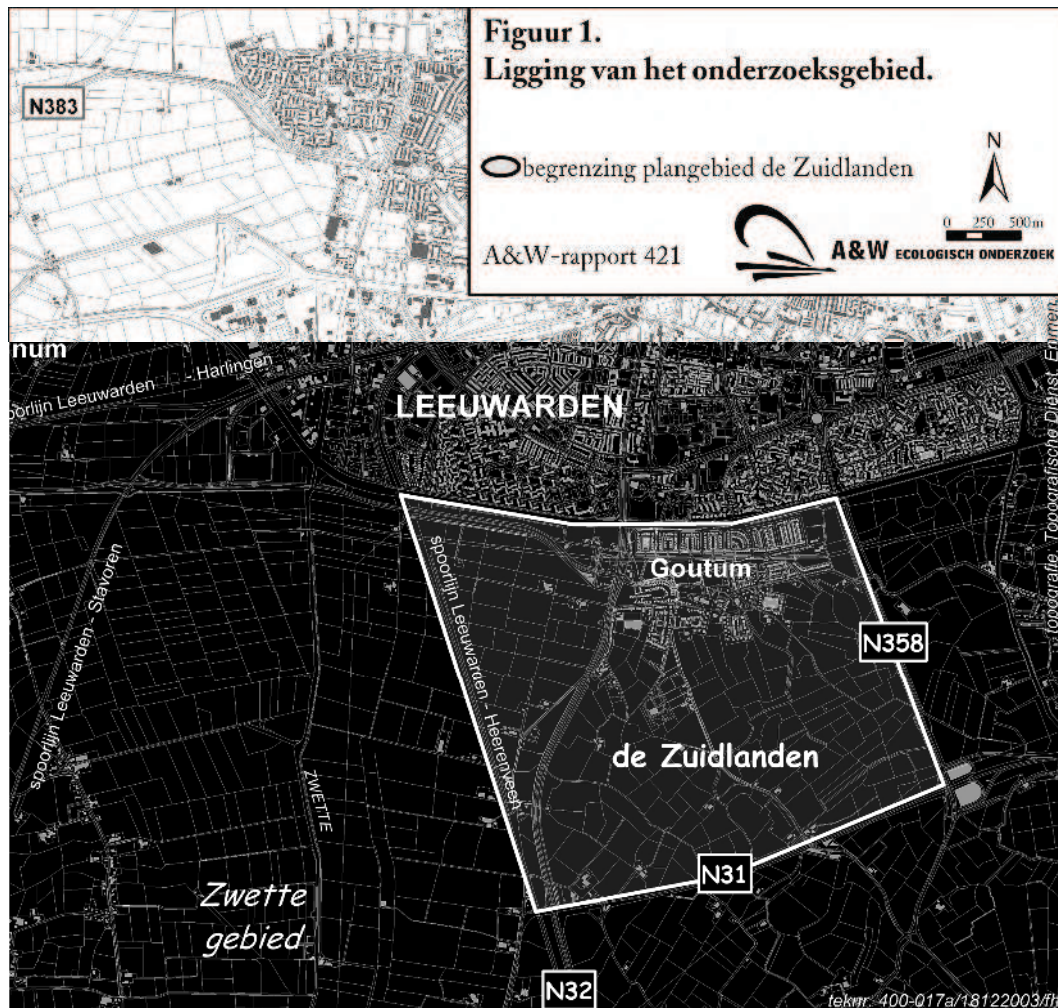 Figuur 1.
Ligging van het onderzoeksgebied.
N383
N
begrenzing plangebied de Zuidlanden
0 250 500m
A&W-rapport 421
A&W ECOLOGISCH ONDERZOEK
num
spoorlijn Leeuwarden - Harlingen
LEEUWARDEN
Topografie: Topografische Dienst, Emmen
spoorlijn Leeuwarden - Stavoren
spoorlijn Leeuwarden - Heerenveen
Goutum
N358
de Zuidlanden
ZWETTE
N31
Zwette
gebied
N32
teknr. 400-017a/18122003/fh